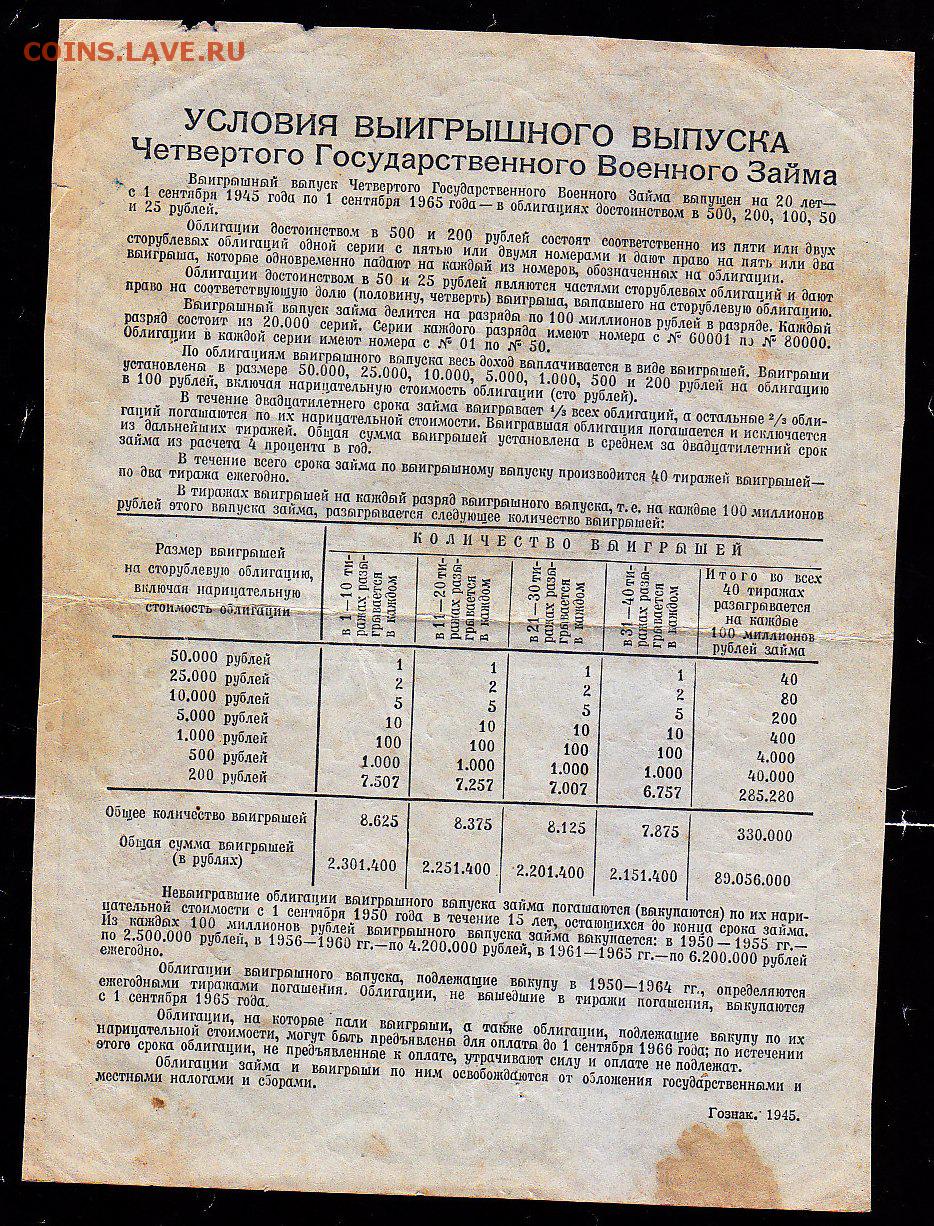 COINS.LAVE.RU
УСЛОВИЯ ВЫИГРЫШНОГО ВЫПУСКА
Четвертого Государственного Военного Займа
Выигрышный выпуск Четвертого Государственного Военного Займа выпущен на 20 лет—
с 1 сентября 1945 года по 1 сентября 1965 года—в облигациях достоинством в 500, 200, 100, 50
и 25 рублей.
Облигации достоинством в 500 и 200 рублей состоят соответственно из пяти или двух
сторублевых облигаций одной серии с пятью или двумя номерами и дают право на пять или два
выигрыша, которые одновременно падают на каждый из номеров, обозначенных на облигации.
Облигации достоинством в 50 и 25 рублей являются частями сторублевых облигаций и дают
право на соответствующую долю (половину, четверть) выигрыша, выпавшего на сторублевую облигацию.
Выигрышный выпуск займа делится на разряды по 100 миллионов рублей в разряде. Каждый
разряд состоит из 20.000 серий. Серии каждого разряда имеют номера с № 60001 по № 80000.
Облигации в каждой серии имеют номера с № 01 по № 50.
По облигациям выигрышного выпуска весь доход выплачивается в виде выигрышей. Выигрыши
установлены в размере 50.000, 25.000, 10.000, 5.000, 1.000, 500 и 200 рублей на облигацию
в 100 рублей, включая нарицательную стоимость облигации (сто рублей).
В течение двадцатилетнего срока займа выигрывает 1/3 всех облигаций, а остальные 2/3 обли-
гаций погашаются по их нарицательной стоимости. Выигравшая облигация погашается и исключается
из дальнейших тиражей. Общая сумма выигрышей установлена в среднем за двадцатилетний срок
займа из расчета 4 процента в год.
В течение всего срока займа по выигрышному выпуску производится 40 тиражей выигрышей—
по два тиража ежегодно.
В тиражах выигрышей на каждый разряд выигрышного выпуска, т. е. на каждые 100 миллионов
рублей этого выпуска займа, разыгрывается следующее количество выигрышей:
Размер выигрышей
на сторублевую облигацию,
включая нарицательную
стоимость облигации
КОЛИЧЕСТВО ВЫИГРЫШЕЙ
в 1—10 ти-
ражах разы-
грывается
в каждом
в 11—20 ти-
ражах разы-
грывается
в каждом
в 21—30 ти-
ражах разы-
грывается
в каждом
в 31—40 ти-
ражах разы-
грывается
в каждом
Итого во всех
40 тиражах
разыгрывается
на каждые
100 миллионов
рублей займа
50.000 рублей 1 1 1 1 40
25.000 рублей 2 2 2 2 80
10.000 рублей 5 5 5 5 200
5.000 рублей 10 10 10 10 400
1.000 рублей 100 100 100 100 4.000
500 рублей 1.000 1.000 1.000 1.000 40.000
200 рублей 7.507 7.257 7.007 6.757 285.280
Общее количество выигрышей 8.625 8.375 8.125 7.875 330.000
Общая сумма выигрышей
(в рублях) 2.301.400 2.251.400 2.201.400 2.151.400 89.056.000
Невыигравшие облигации выигрышного выпуска займа погашаются (выкупаются) по их нари-
цательной стоимости с 1 сентября 1950 года в течение 15 лет, остающихся до конца срока займа.
Из каждых 100 миллионов рублей выигрышного выпуска займа выкупается: в 1950—1955 гг.—
по 2.500.000 рублей, в 1956—1960 гг.—по 4.200.000 рублей, в 1961—1965 гг.—по 6.200.000 рублей
ежегодно.
Облигации выигрышного выпуска, подлежащие выкупу в 1950—1964 гг., определяются
ежегодными тиражами погашения. Облигации, не вышедшие в тиражи погашения, выкупаются
с 1 сентября 1965 года.
Облигации, на которые пали выигрыши, а также облигации, подлежащие выкупу по их
нарицательной стоимости, могут быть предъявлены для оплаты до 1 сентября 1966 года; по истечении
этого срока облигации, не предъявленные к оплате, утрачивают силу и оплате не подлежат.
Облигации займа и выигрыши по ним освобождаются от обложения государственными и
местными налогами и сборами.
Гознак. 1945.